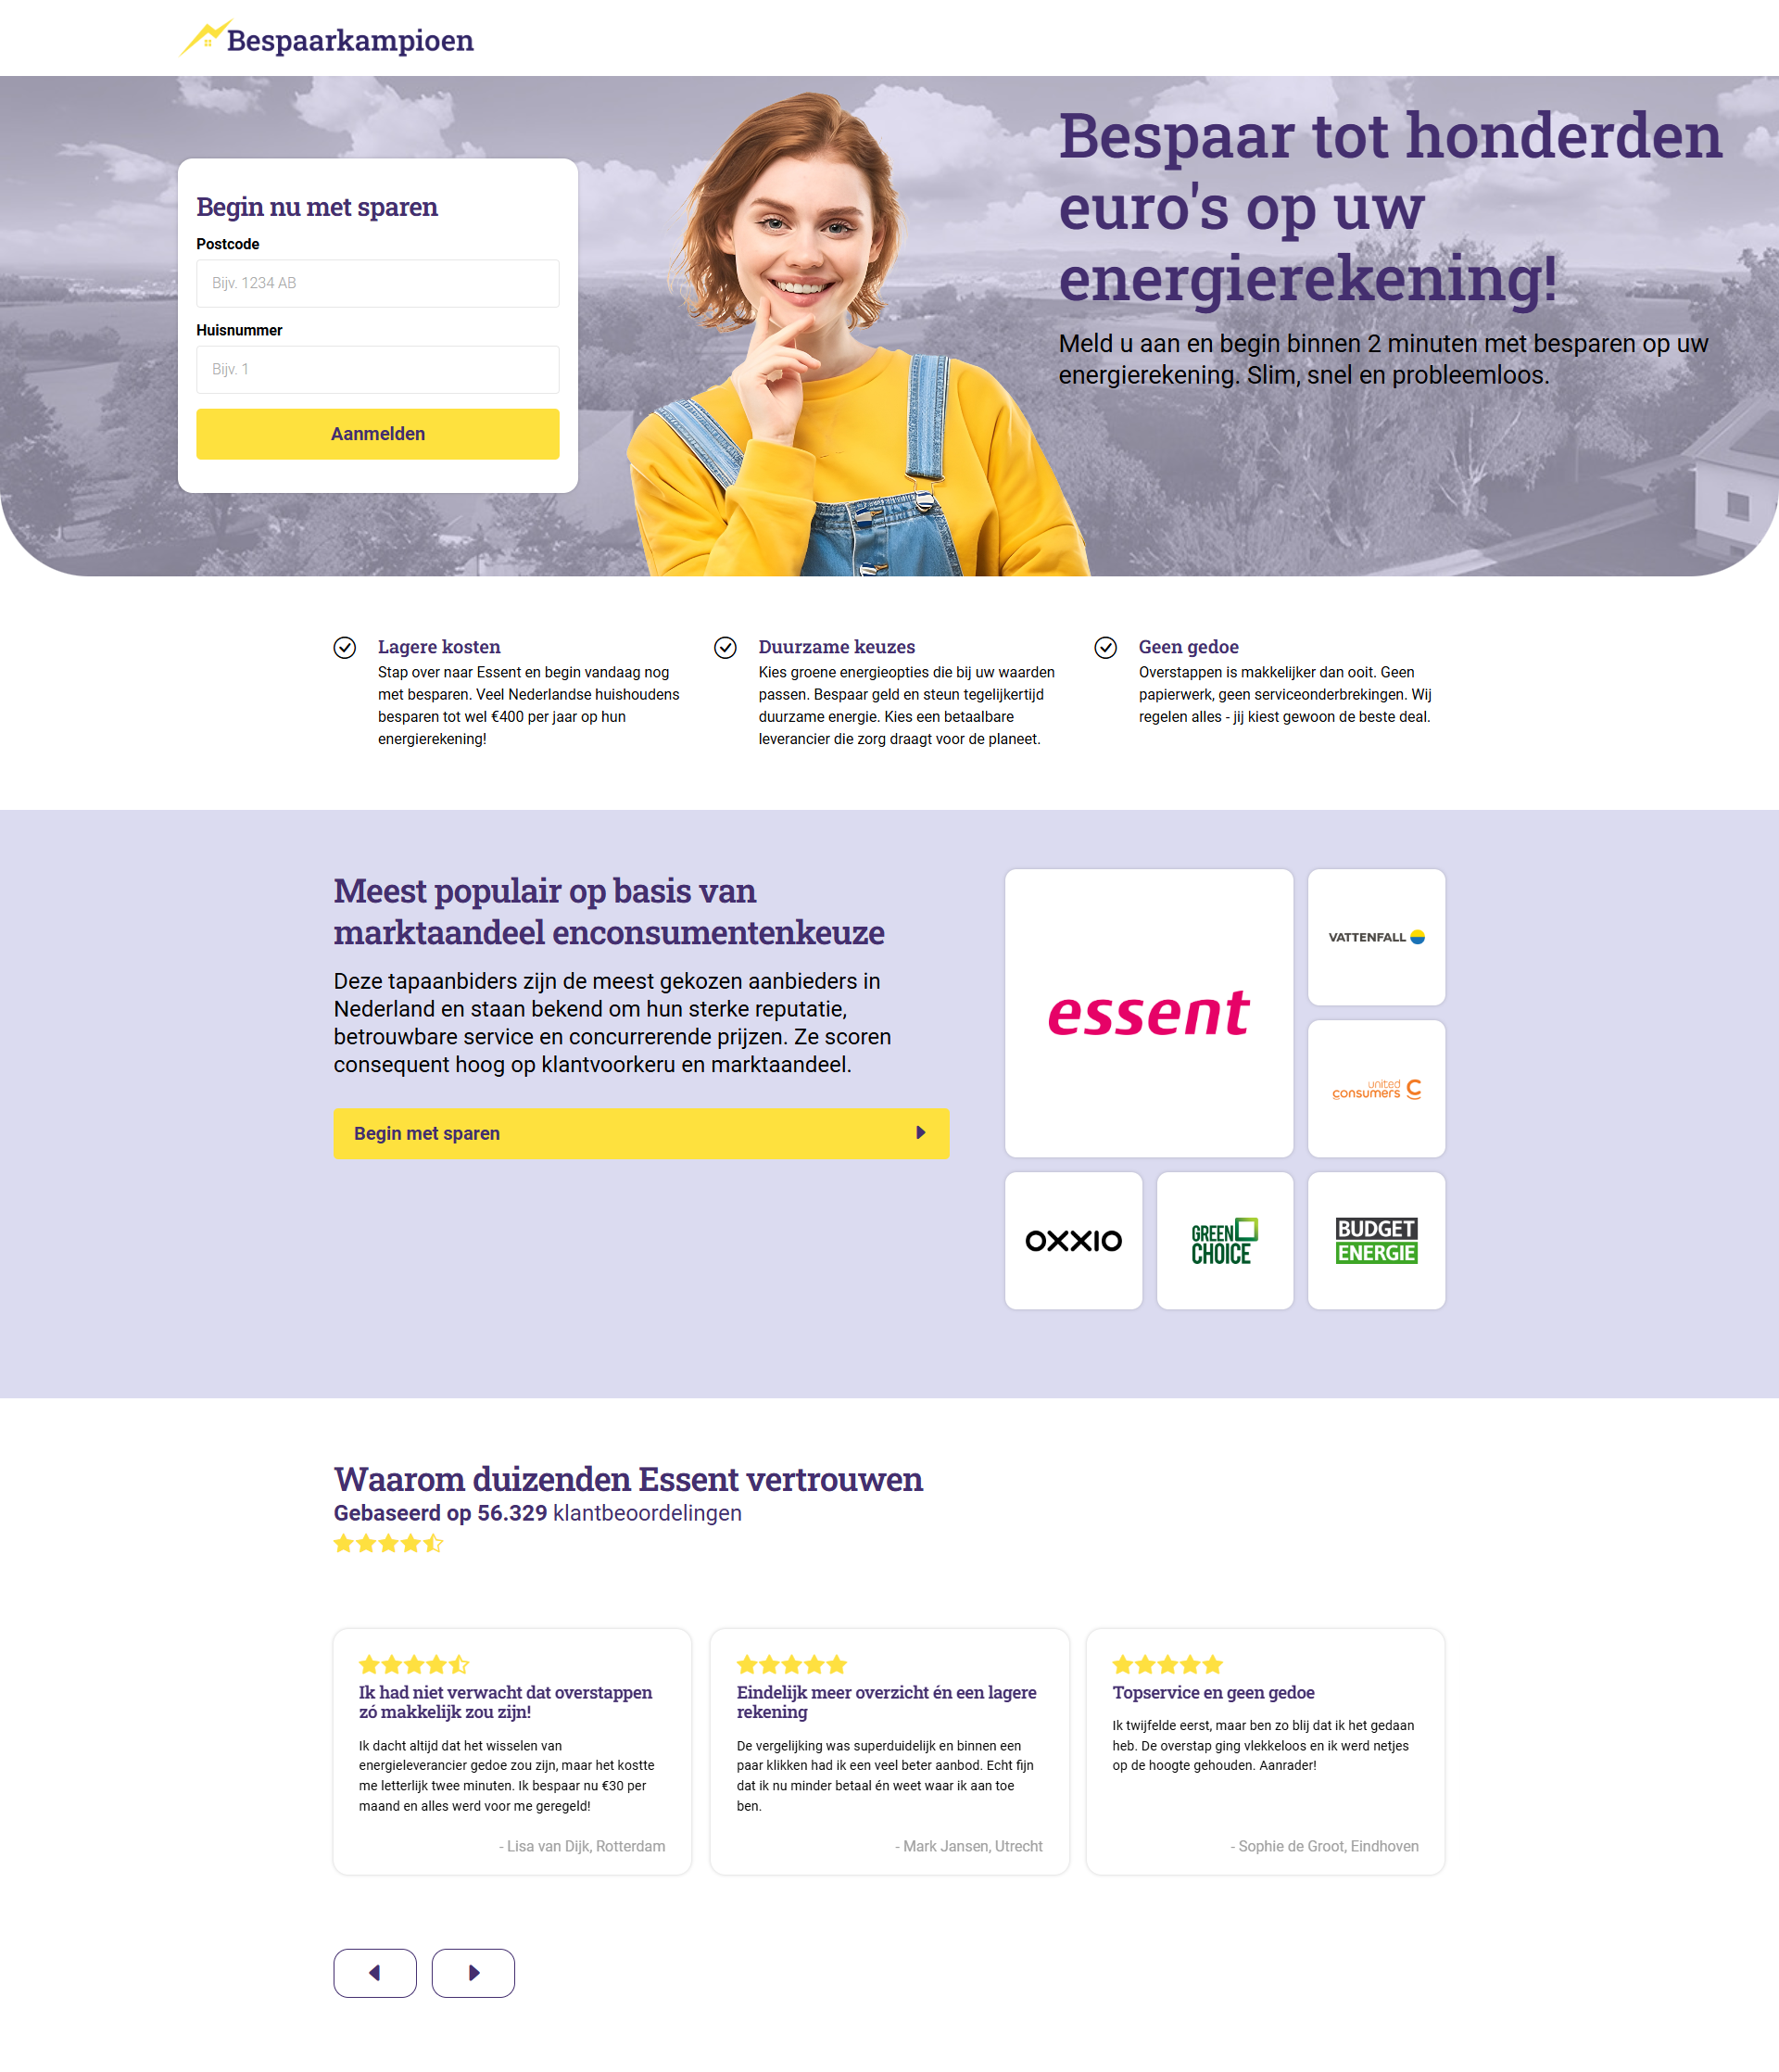 Bespaarkampioen
Begin nu met sparen
Postcode
Bijv. 1234 AB
Huisnummer
Bijv. 1
Aanmelden
Bespaar tot honderden
euro's op uw
energierekening!
Meld u aan en begin binnen 2 minuten met besparen op uw
energierekening. Slim, snel en probleemloos.
Lagere kosten
Stap over naar Essent en begin vandaag nog
met besparen. Veel Nederlandse huishoudens
besparen tot wel €400 per jaar op hun
energierekening!
Duurzame keuzes
Kies groene energieopties die bij uw waarden
passen. Bespaar geld en steun tegelijkertijd
duurzame energie. Kies een betaalbare
leverancier die zorg draagt voor de planeet.
Geen gedoe
Overstappen is makkelijker dan ooit. Geen
papierwerk, geen serviceonderbrekingen. Wij
regelen alles - jij kiest gewoon de beste deal.
Meest populair op basis van
marktaandeel enconsumentenkeuze
Deze tapaanbiders zijn de meest gekozen aanbieders in
Nederland en staan bekend om hun sterke reputatie,
betrouwbare service en concurrerende prijzen. Ze scoren
consequent hoog op klantvoorkeru en marktaandeel.
Begin met sparen
essent
VATTENFALL
united
consumers
OXXIO
GREEN
CHOICE
BUDGET
ENERGIE
Waarom duizenden Essent vertrouwen
Gebaseerd op 56.329 klantbeoordelingen
Ik had niet verwacht dat overstappen
zó makkelijk zou zijn!
Ik dacht altijd dat het wisselen van
energieleverancier gedoe zou zijn, maar het kostte
me letterlijk twee minuten. Ik bespaar nu €30 per
maand en alles werd voor me geregeld!
- Lisa van Dijk, Rotterdam
Eindelijk meer overzicht én een lagere
rekening
De vergelijking was superduidelijk en binnen een
paar klikken had ik een veel beter aanbod. Echt fijn
dat ik nu minder betaal én weet waar ik aan toe
ben.
- Mark Jansen, Utrecht
Topservice en geen gedoe
Ik twijfelde eerst, maar ben zo blij dat ik het gedaan
heb. De overstap ging vlekkeloos en ik werd netjes
op de hoogte gehouden. Aanrader!
- Sophie de Groot, Eindhoven